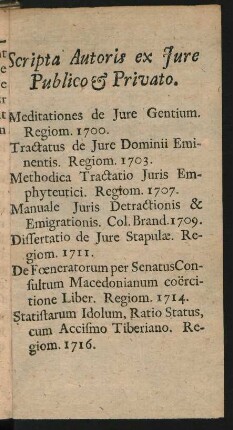 Scripta Autoris ex Jure
Publico & Privato.
Meditationes de Jure Gentium.
Regiom. 1700.
Tractatus de Jure Dominii Emi-
nentis. Regiom. 1703.
Methodica Tractatio Juris Em-
phyteutici. Regiom. 1707.
Manuale Juris Detractionis &
Emigrationis. Col. Brand. 1709.
Dissertatio de Jure Stapulæ. Re-
giom. 1711.
De Fœneratorum per SenatusCon-
sultum Macedonianum coërci-
tione Liber. Regiom. 1714.
Statistarum Idolum, Ratio Status,
cum Accismo Tiberiano. Re-
giom. 1716.